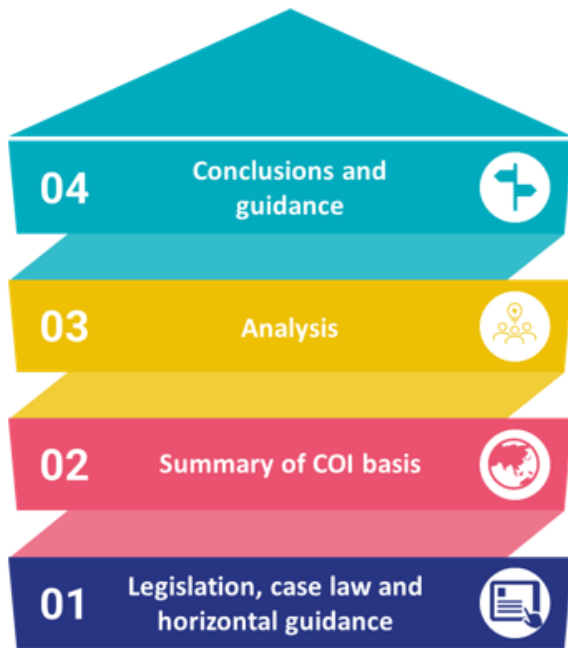 04
Conclusions and
guidance
03
Analysis
02
Summary of COI basis
01
Legislation, case law and
horizontal guidance